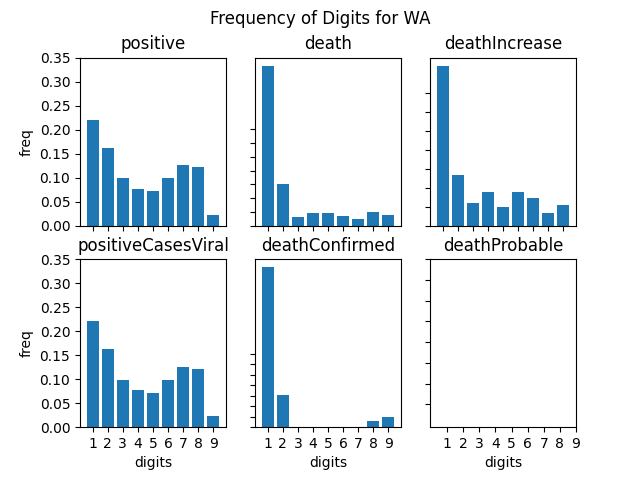 Frequency of Digits for WA
positive
death
deathIncrease
0.35
0.30
0.25
0.20
0.15
0.10
0.05
0.00
freq
positiveCasesViral
deathConfirmed
deathProbable
0.35
0.30
0.25
0.20
0.15
0.10
0.05
0.00
freq
1 2 3 4 5 6 7 8 9
1 2 3 4 5 6 7 8 9
1 2 3 4 5 6 7 8 9
digits
digits
digits